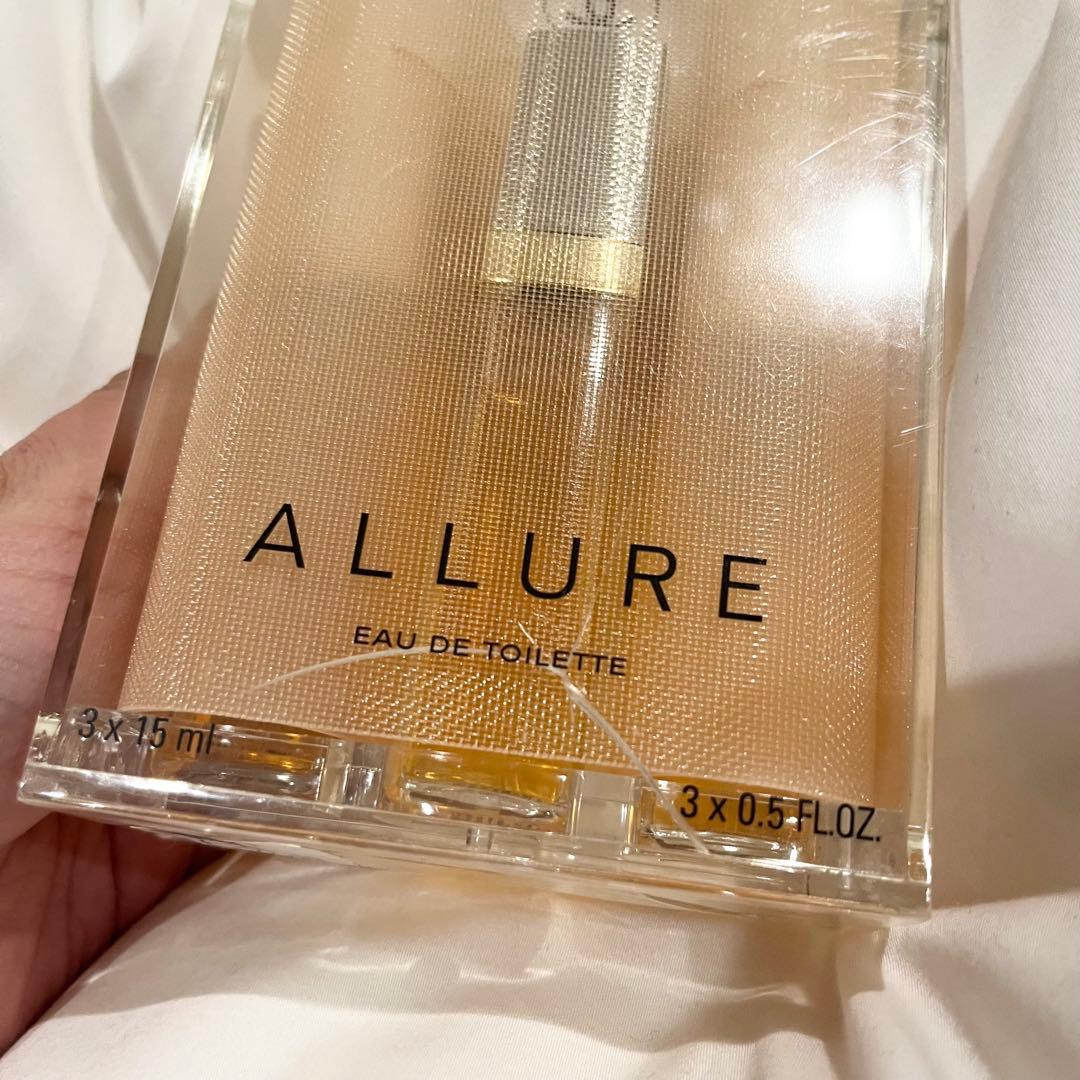 ALLURE
EAU DE TOILETTE
3 x 15 ml
3 x 0.5 FL.OZ.